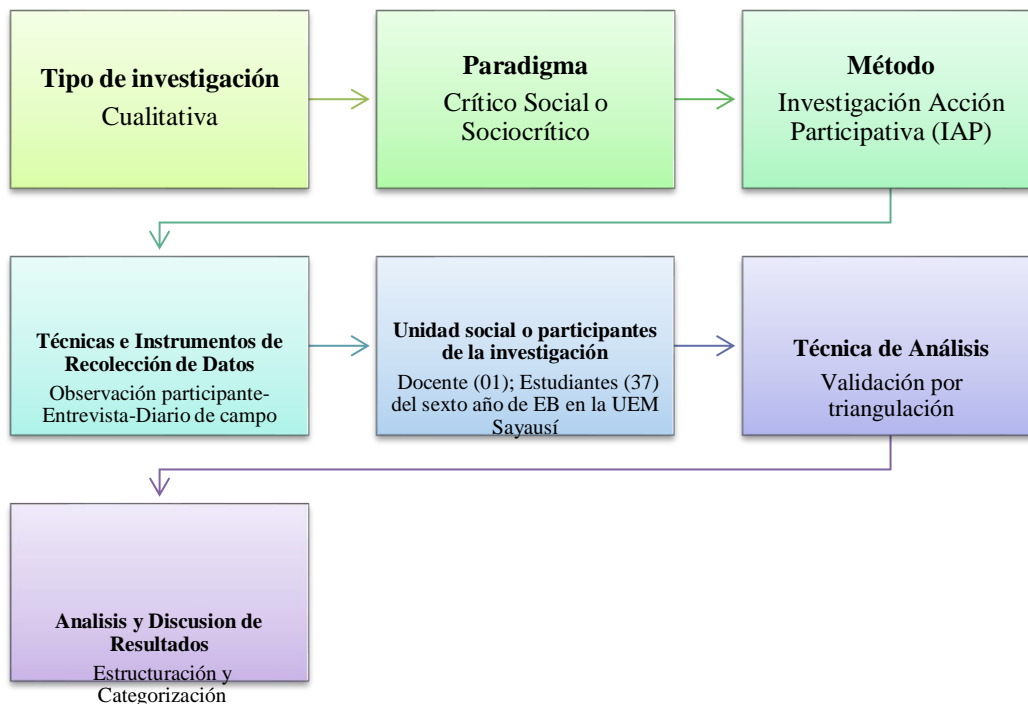 Tipo de investigación
Cualitativa
Paradigma
Crítico Social o
Sociocrítico
Método
Investigación Acción
Participativa (IAP)
Técnicas e Instrumentos de
Recolección de Datos
Observación participante-
Entrevista-Diario de campo
Unidad social o participantes
de la investigación
Docente (01); Estudiantes (37)
del sexto año de EB en la UEM
Sayausí
Técnica de Análisis
Validación por
triangulación
Analisis y Discusion de
Resultados
Estructuración y
Categorización